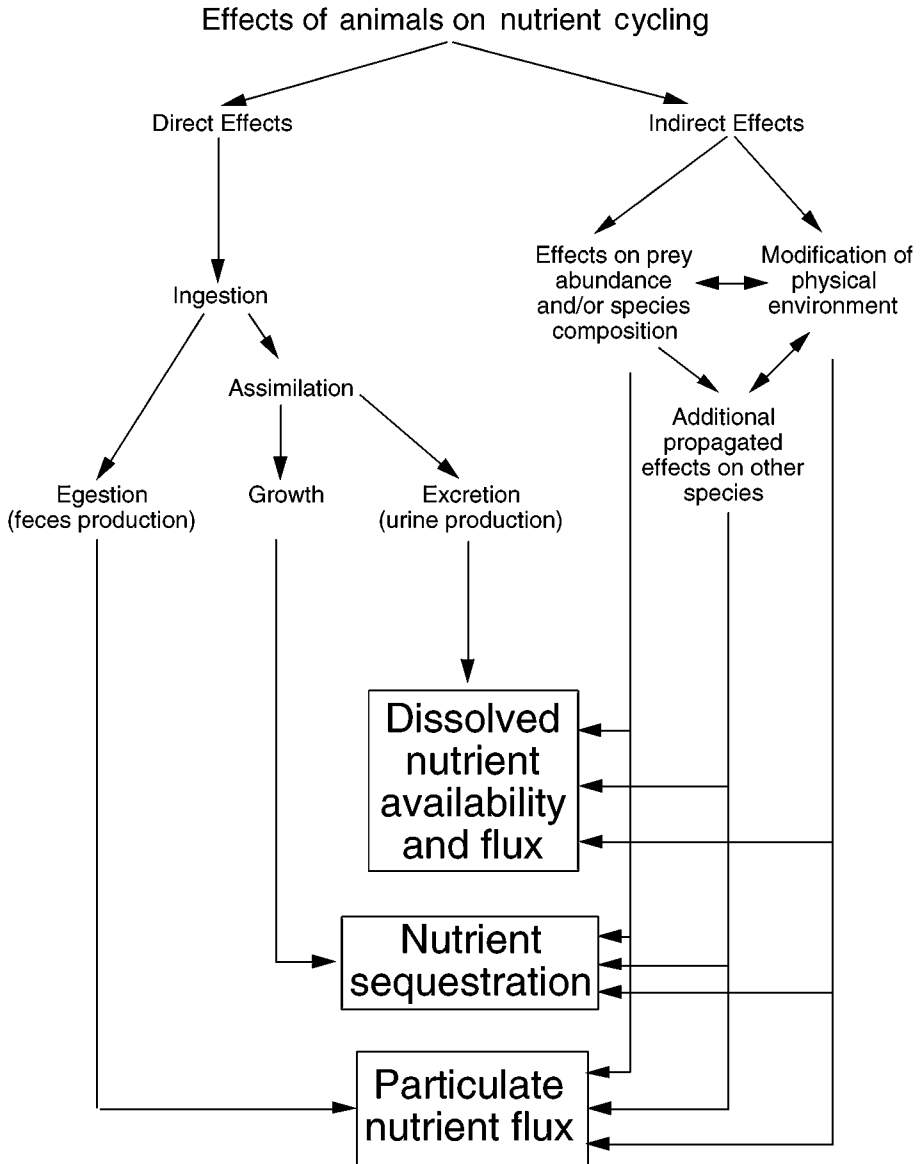 Effects of animals on nutrient cycling
Direct Effects
Indirect Effects
Effects on prey
abundance
and/or species
composition
Modification of
physical
environment
Ingestion
Assimilation
Additional
propagated
effects on other
species
Egestion
(feces production)
Growth
Excretion
(urine production)
Dissolved
nutrient
availability
and flux
Nutrient
sequestration
Particulate
nutrient flux